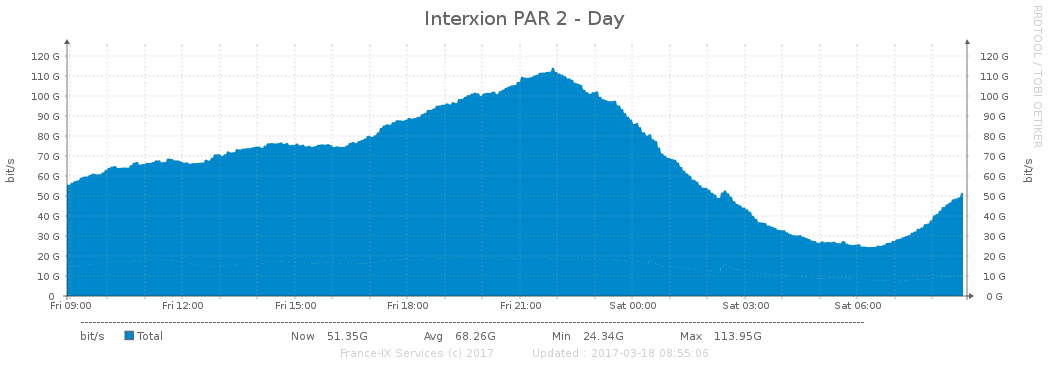 Interxion PAR 2 - Day
RRDTOOL / TOBI OETIKER
bit/s
120 G 120 G
110 G 110 G
100 G 100 G
90 G 90 G
80 G 80 G
70 G 70 G
60 G 60 G
50 G 50 G
40 G 40 G
30 G 30 G
20 G 20 G
10 G 10 G
0 0 G
bit/s
Fri 09:00 Fri 12:00 Fri 15:00 Fri 18:00 Fri 21:00 Sat 00:00 Sat 03:00 Sat 06:00
bit/s Total Now 51.35G Avg 68.26G Min 24.34G Max 113.95G
France-IX Services (c) 2017 Updated : 2017-03-18 08:55:06